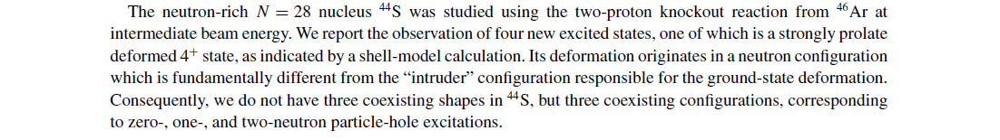 The neutron-rich N = 28 nucleus ⁴⁴S was studied using the two-proton knockout reaction from ⁴⁶Ar at
intermediate beam energy. We report the observation of four new excited states, one of which is a strongly prolate
deformed 4⁺ state, as indicated by a shell-model calculation. Its deformation originates in a neutron configuration
which is fundamentally different from the “intruder” configuration responsible for the ground-state deformation.
Consequently, we do not have three coexisting shapes in ⁴⁴S, but three coexisting configurations, corresponding
to zero-, one-, and two-neutron particle-hole excitations.